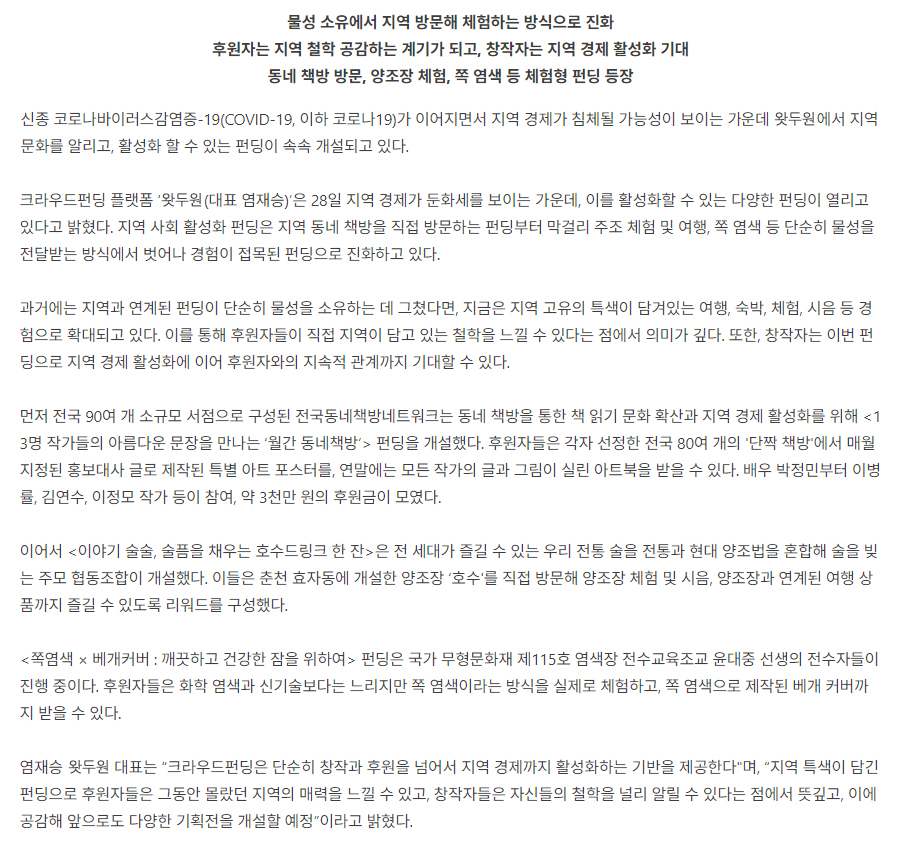 물성 소유에서 지역 방문해 체험하는 방식으로 진화
후원자는 지역 철학 공감하는 계기가 되고, 창작자는 지역 경제 활성화 기대
동네 책방 방문, 양조장 체험, 쪽 염색 등 체험형 펀딩 등장
신종 코로나바이러스감염증-19(COVID-19, 이하 코로나19)가 이어지면서 지역 경제가 침체될 가능성이 보이는 가운데 왓두원에서 지역
문화를 알리고, 활성화 할 수 있는 펀딩이 속속 개설되고 있다.
크라우드펀딩 플랫폼 '왓두원(대표 염재승)'은 28일 지역 경제가 둔화세를 보이는 가운데, 이를 활성화할 수 있는 다양한 펀딩이 열리고
있다고 밝혔다. 지역 사회 활성화 펀딩은 지역 동네 책방을 직접 방문하는 펀딩부터 막걸리 주조 체험 및 여행, 쪽 염색 등 단순히 물성을
전달받는 방식에서 벗어나 경험이 접목된 펀딩으로 진화하고 있다.
과거에는 지역과 연계된 펀딩이 단순히 물성을 소유하는 데 그쳤다면, 지금은 지역 고유의 특색이 담겨있는 여행, 숙박, 체험, 시음 등 경
험으로 확대되고 있다. 이를 통해 후원자들이 직접 지역이 담고 있는 철학을 느낄 수 있다는 점에서 의미가 깊다. 또한, 창작자는 이번 펀
딩으로 지역 경제 활성화에 이어 후원자와의 지속적 관계까지 기대할 수 있다.
먼저 전국 90여 개 소규모 서점으로 구성된 전국동네책방네트워크는 동네 책방을 통한 책 읽기 문화 확산과 지역 경제 활성화를 위해 <1
3명 작가들의 아름다운 문장을 만나는 '월간 동네책방'> 펀딩을 개설했다. 후원자들은 각자 선정한 전국 80여 개의 '단짝 책방'에서 매월
지정된 홍보대사 글로 제작된 특별 아트 포스터를, 연말에는 모든 작가의 글과 그림이 실린 아트북을 받을 수 있다. 배우 박정민부터 이병
률, 김연수, 이정모 작가 등이 참여, 약 3천만 원의 후원금이 모였다.
이어서 <이야기 술술, 술픔을 채우는 호수드링크 한 잔>은 전 세대가 즐길 수 있는 우리 전통 술을 전통과 현대 양조법을 혼합해 술을 빚
는 주모 협동조합이 개설했다. 이들은 춘천 효자동에 개설한 양조장 '호수'를 직접 방문해 양조장 체험 및 시음, 양조장과 연계된 여행 상
품까지 즐길 수 있도록 리워드를 구성했다.
<쪽염색 × 베개커버 : 깨끗하고 건강한 잠을 위하여> 펀딩은 국가 무형문화재 제115호 염색장 전수교육조교 윤대중 선생의 전수자들이
진행 중이다. 후원자들은 화학 염색과 신기술보다는 느리지만 쪽 염색이라는 방식을 실제로 체험하고, 쪽 염색으로 제작된 베개 커버까
지 받을 수 있다.
염재승 왓두원 대표는 "크라우드펀딩은 단순히 창작과 후원을 넘어서 지역 경제까지 활성화하는 기반을 제공한다"며, "지역 특색이 담긴
펀딩으로 후원자들은 그동안 몰랐던 지역의 매력을 느낄 수 있고, 창작자들은 자신들의 철학을 널리 알릴 수 있다는 점에서 뜻깊고, 이에
공감해 앞으로도 다양한 기획전을 개설할 예정"이라고 밝혔다.